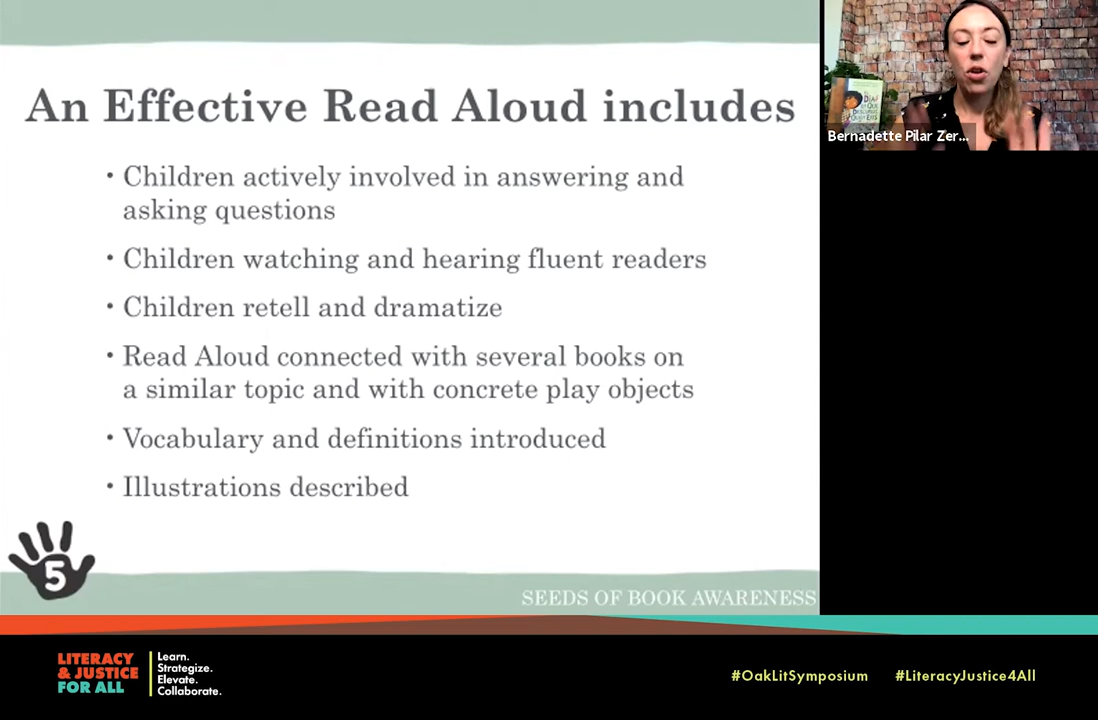 An Effective Read Aloud includes
• Children actively involved in answering and
asking questions
• Children watching and hearing fluent readers
• Children retell and dramatize
• Read Aloud connected with several books on
a similar topic and with concrete play objects
• Vocabulary and definitions introduced
• Illustrations described
5
SEEDS OF BOOK AWARENESS
Bernadette Pilar Zer...
LITERACY
& JUSTICE
FOR ALL
Learn.
Strategize.
Elevate.
Collaborate.
#OakLitSymposium
#LiteracyJustice4All